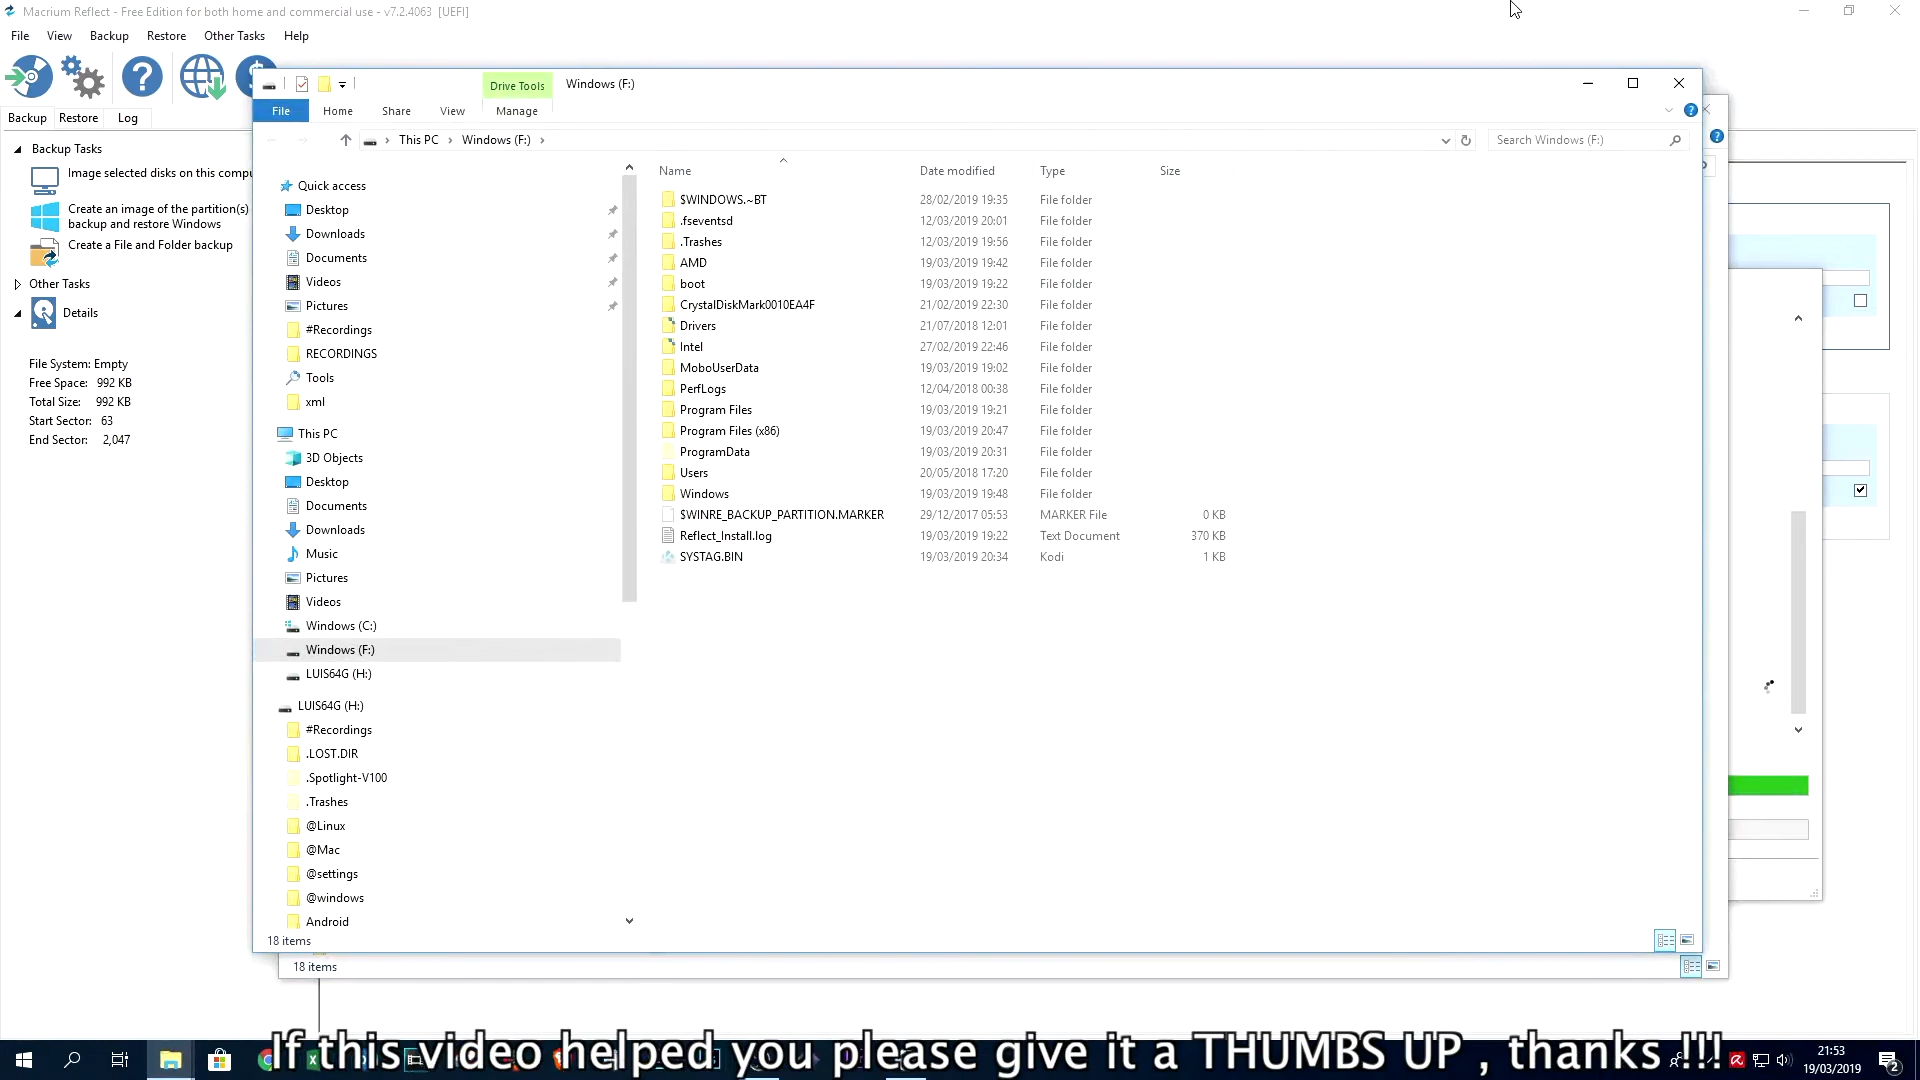 Macrium Reflect - Free Edition for both home and commercial use - v7.2.4063 [UEFI]
File View Backup Restore Other Tasks Help
Backup Restore Log
Backup Tasks
Image selected disks on this compu
Create an image of the partition(s)
backup and restore Windows
Create a File and Folder backup
Other Tasks
Details
File System: Empty
Free Space: 992 KB
Total Size: 992 KB
Start Sector: 63
End Sector: 2,047
Drive Tools Windows (F:)
File Home Share View Manage
This PC Windows (F:)
Search Windows (F:)
Quick access
Desktop
Downloads
Documents
Videos
Pictures
#Recordings
RECORDINGS
Tools
xml
This PC
3D Objects
Desktop
Documents
Downloads
Music
Pictures
Videos
Windows (C:)
Windows (F:)
LUIS64G (H:)
LUIS64G (H:)
#Recordings
.LOST.DIR
.Spotlight-V100
.Trashes
@Linux
@Mac
@settings
@windows
Android
Name Date modified Type Size
$WINDOWS.~BT 28/02/2019 19:35 File folder
.fseventsd 12/03/2019 20:01 File folder
.Trashes 12/03/2019 19:56 File folder
AMD 19/03/2019 19:42 File folder
boot 19/03/2019 19:22 File folder
CrystalDiskMark0010EA4F 21/02/2019 22:30 File folder
Drivers 21/07/2018 12:01 File folder
Intel 27/02/2019 22:46 File folder
MoboUserData 19/03/2019 19:02 File folder
PerfLogs 12/04/2018 00:38 File folder
Program Files 19/03/2019 19:21 File folder
Program Files (x86) 19/03/2019 20:47 File folder
ProgramData 19/03/2019 20:31 File folder
Users 20/05/2018 17:20 File folder
Windows 19/03/2019 19:48 File folder
$WINRE_BACKUP_PARTITION.MARKER 29/12/2017 05:53 MARKER File 0 KB
Reflect_Install.log 19/03/2019 19:22 Text Document 370 KB
SYSTAG.BIN 19/03/2019 20:34 Kodi 1 KB
18 items
18 items
If this video helped you please give it a THUMBS UP , thanks !!!
21:53
19/03/2019
2